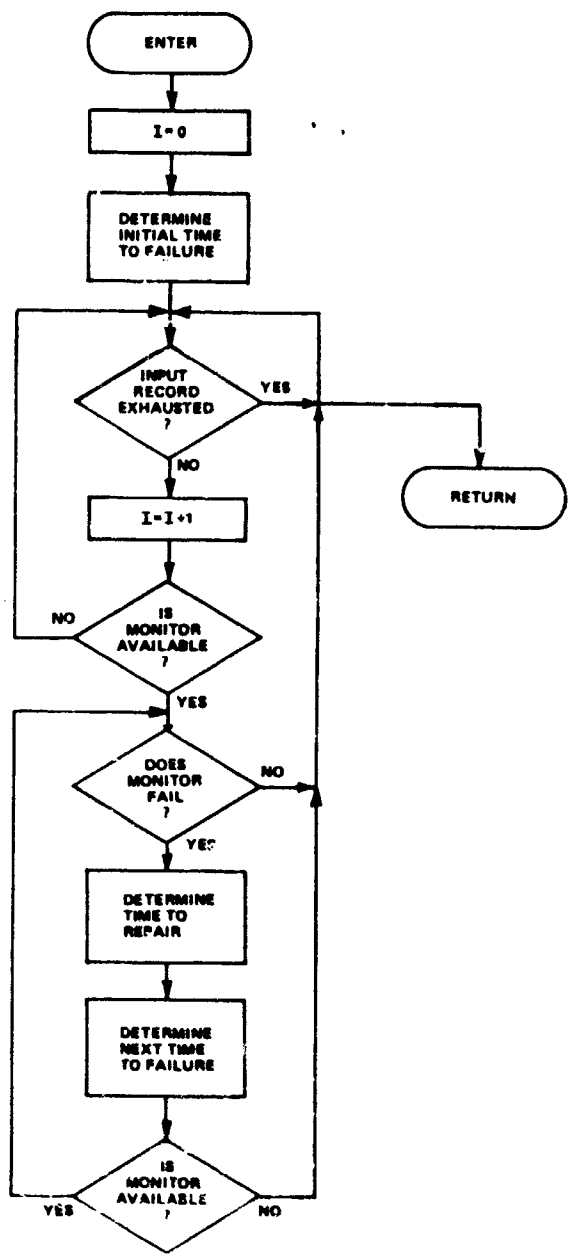 ENTER
I = 0
DETERMINE
INITIAL TIME
TO FAILURE
INPUT
RECORD
EXHAUSTED
?
YES
NO
RETURN
I = I + 1
IS
MONITOR
AVAILABLE
?
NO
YES
DOES
MONITOR
FAIL
?
NO
YES
DETERMINE
TIME TO
REPAIR
DETERMINE
NEXT TIME
TO FAILURE
IS
MONITOR
AVAILABLE
?
YES
NO